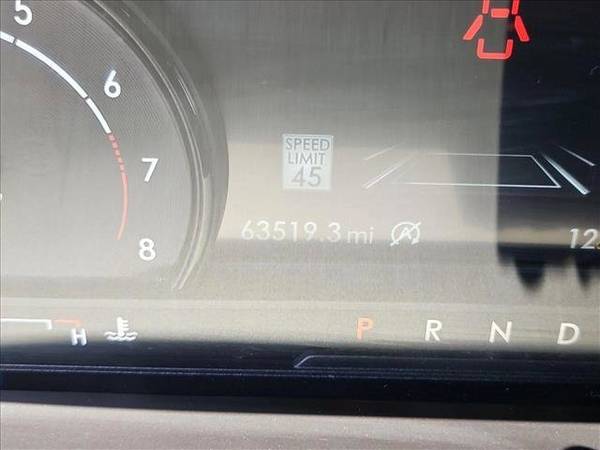 5
6
7
8
SPEED
LIMIT
45
63519.3 mi
H
P R N D